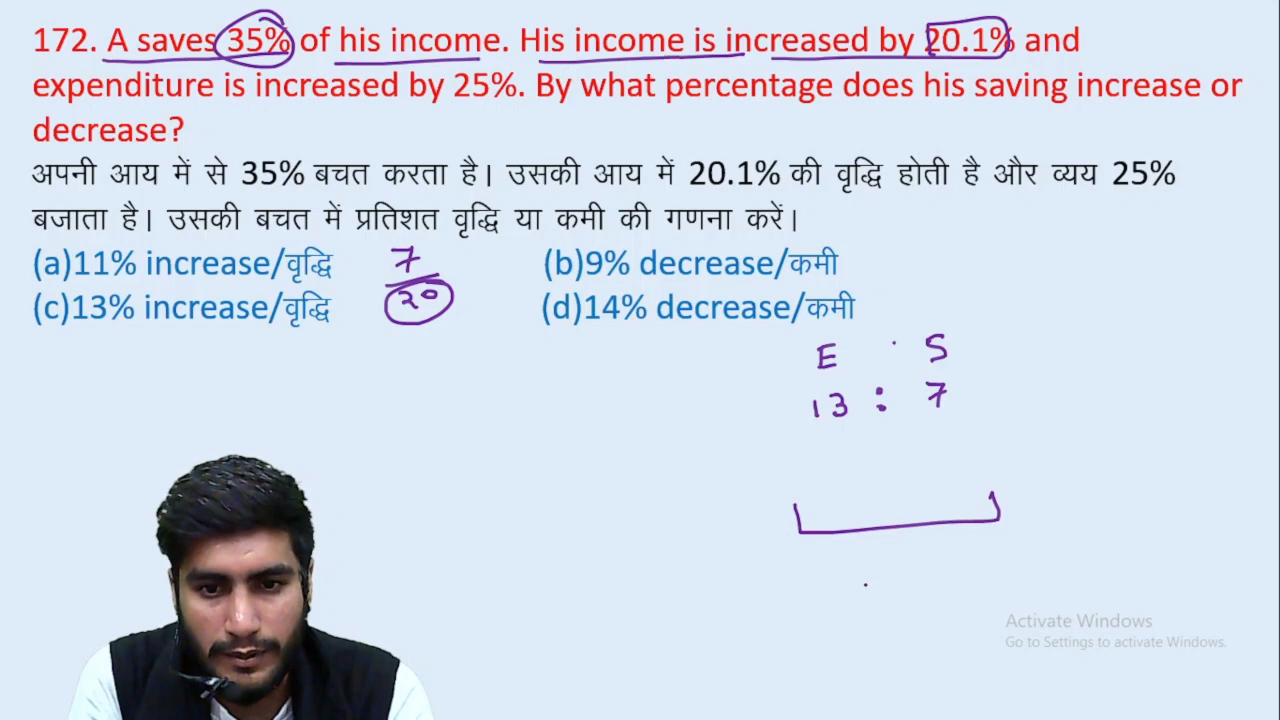 172. A saves 35% of his income. His income is increased by 20.1% and
expenditure is increased by 25%. By what percentage does his saving increase or
decrease?
अपनी आय में से 35% बचत करता है। उसकी आय में 20.1% की वृद्धि होती है और व्यय 25%
बजाता है। उसकी बचत में प्रतिशत वृद्धि या कमी की गणना करें।
(a)11% increase/वृद्धि (b)9% decrease/कमी
(c)13% increase/वृद्धि (d)14% decrease/कमी
7
20
E S
13 : 7
Activate Windows
Go to Settings to activate Windows.